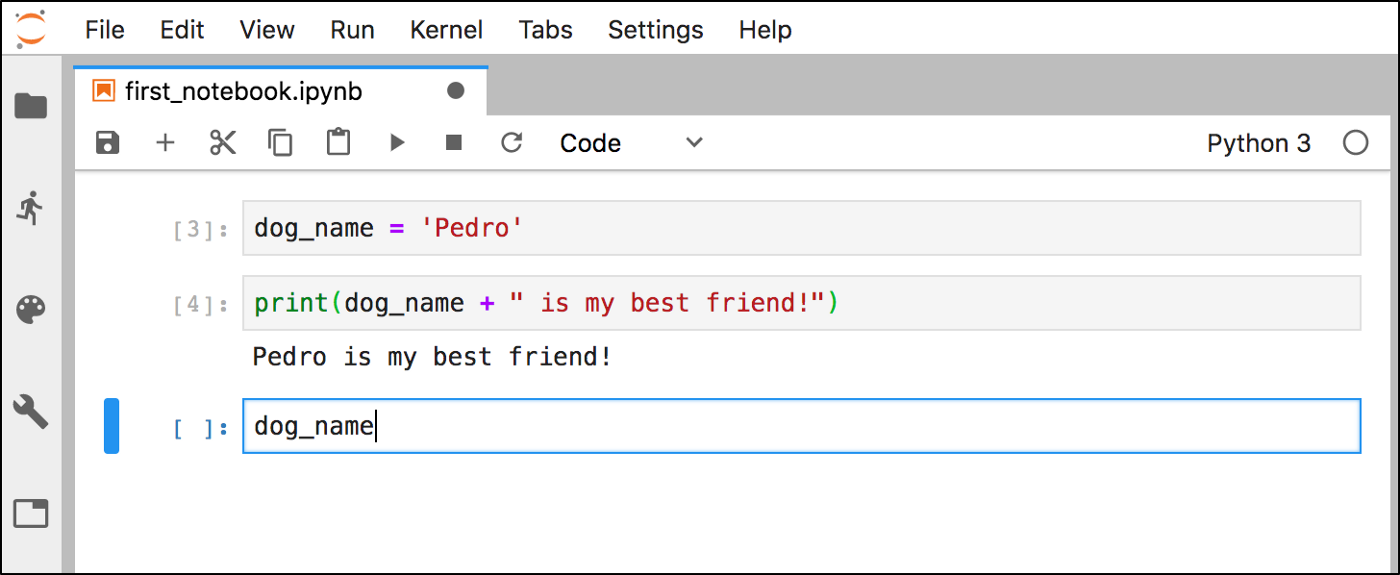 File Edit View Run Kernel Tabs Settings Help
first_notebook.ipynb
Code Python 3
[3]: dog_name = 'Pedro'
[4]: print(dog_name + " is my best friend!")
Pedro is my best friend!
[ ]: dog_name